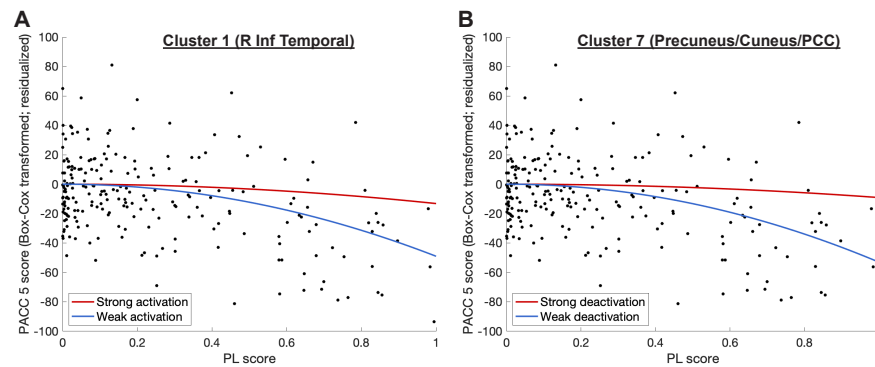 A
Cluster 1 (R Inf Temporal)
PACC 5 score (Box-Cox transformed; residualized)
100
80
60
40
20
0
-20
-40
-60
-80
-100
Strong activation
Weak activation
0
0.2
0.4
0.6
0.8
1
PL score
B
Cluster 7 (Precuneus/Cuneus/PCC)
PACC 5 score (Box-Cox transformed; residualized)
100
80
60
40
20
0
-20
-40
-60
-80
-100
Strong deactivation
Weak deactivation
0
0.2
0.4
0.6
0.8
PL score